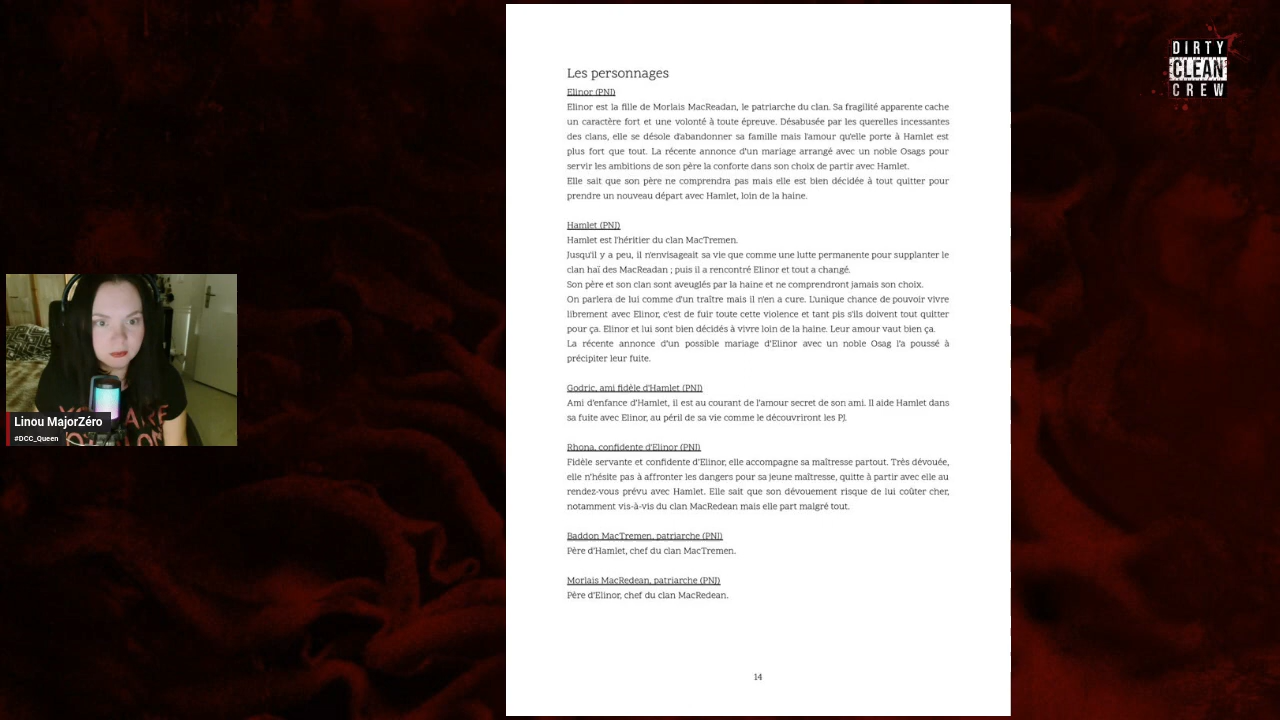 DIRTY
CLEAN
CREW
Les personnages
Elinor (PNJ)
Elinor est la fille de Morlais MacReadan, le patriarche du clan. Sa fragilité apparente cache
un caractère fort et une volonté à toute épreuve. Désabusée par les querelles incessantes
des clans, elle se désole d'abandonner sa famille mais l'amour qu'elle porte à Hamlet est
plus fort que tout. La récente annonce d'un mariage arrangé avec un noble Osags pour
servir les ambitions de son père la conforte dans son choix de partir avec Hamlet.
Elle sait que son père ne comprendra pas mais elle est bien décidée à tout quitter pour
prendre un nouveau départ avec Hamlet, loin de la haine.
Hamlet (PNJ)
Hamlet est l'héritier du clan MacTremen.
Jusqu'il y a peu, il n'envisageait sa vie que comme une lutte permanente pour supplanter le
clan haï des MacReadan ; puis il a rencontré Elinor et tout a changé.
Son père et son clan sont aveuglés par la haine et ne comprendront jamais son choix.
On parlera de lui comme d'un traître mais il n'en a cure. L'unique chance de pouvoir vivre
librement avec Elinor, c'est de fuir toute cette violence et tant pis s'ils doivent tout quitter
pour ça. Elinor et lui sont bien décidés à vivre loin de la haine. Leur amour vaut bien ça.
La récente annonce d'un possible mariage d'Elinor avec un noble Osag l'a poussé à
précipiter leur fuite.
Godric, ami fidèle d'Hamlet (PNJ)
Ami d'enfance d'Hamlet, il est au courant de l'amour secret de son ami. Il aide Hamlet dans
sa fuite avec Elinor, au péril de sa vie comme le découvriront les PJ.
Rhona, confidente d'Elinor (PNJ)
Fidèle servante et confidente d'Elinor, elle accompagne sa maîtresse partout. Très dévouée,
elle n'hésite pas à affronter les dangers pour sa jeune maîtresse, quitte à partir avec elle au
rendez-vous prévu avec Hamlet. Elle sait que son dévouement risque de lui coûter cher,
notamment vis-à-vis du clan MacRedean mais elle part malgré tout.
Baddon MacTremen, patriarche (PNJ)
Père d'Hamlet, chef du clan MacTremen.
Morlais MacRedean, patriarche (PNJ)
Père d'Elinor, chef du clan MacRedean.
14
Linou MajorZéro
#DCC_Queen